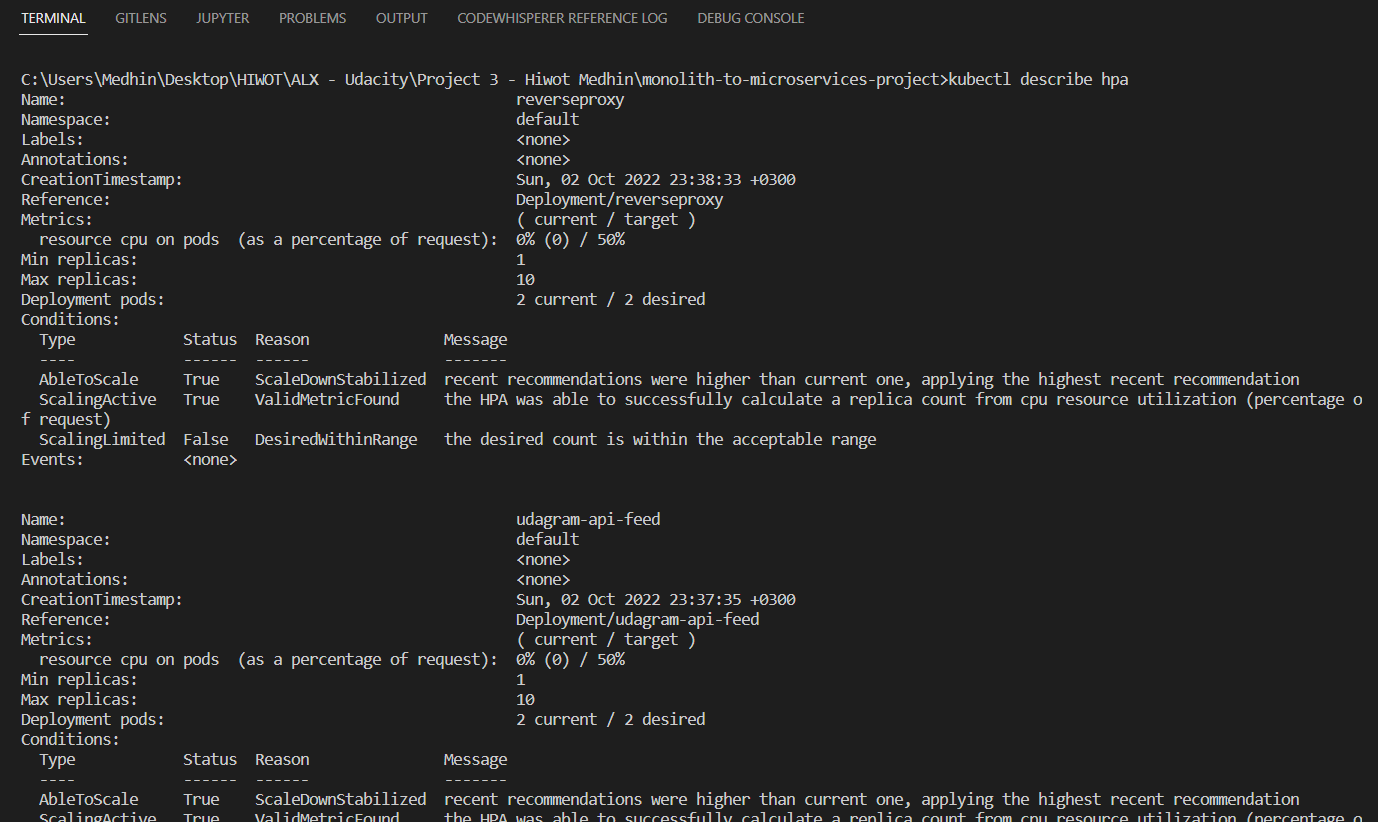 TERMINAL GITLENS JUPYTER PROBLEMS OUTPUT CODEWHISPERER REFERENCE LOG DEBUG CONSOLE
C:\Users\Medhin\Desktop\HIWOT\ALX - Udacity\Project 3 - Hiwot Medhin\monolith-to-microservices-project>kubectl describe hpa
Name: reverseproxy
Namespace: default
Labels: <none>
Annotations: <none>
CreationTimestamp: Sun, 02 Oct 2022 23:38:33 +0300
Reference: Deployment/reverseproxy
Metrics: ( current / target )
resource cpu on pods (as a percentage of request): 0% (0) / 50%
Min replicas: 1
Max replicas: 10
Deployment pods: 2 current / 2 desired
Conditions:
Type Status Reason Message
---- ------ ------ -------
AbleToScale True ScaleDownStabilized recent recommendations were higher than current one, applying the highest recent recommendation
ScalingActive True ValidMetricFound the HPA was able to successfully calculate a replica count from cpu resource utilization (percentage o
f request)
ScalingLimited False DesiredWithinRange the desired count is within the acceptable range
Events: <none>
Name: udagram-api-feed
Namespace: default
Labels: <none>
Annotations: <none>
CreationTimestamp: Sun, 02 Oct 2022 23:37:35 +0300
Reference: Deployment/udagram-api-feed
Metrics: ( current / target )
resource cpu on pods (as a percentage of request): 0% (0) / 50%
Min replicas: 1
Max replicas: 10
Deployment pods: 2 current / 2 desired
Conditions:
Type Status Reason Message
---- ------ ------ -------
AbleToScale True ScaleDownStabilized recent recommendations were higher than current one, applying the highest recent recommendation
ScalingActive True ValidMetricFound the HPA was able to successfully calculate a replica count from cpu resource utilization (percentage o